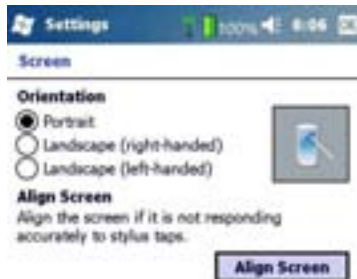 Settings 100% 8:06
Screen
Orientation
Portrait
Landscape (right-handed)
Landscape (left-handed)
Align Screen
Align the screen if it is not responding
accurately to stylus taps.
Align Screen